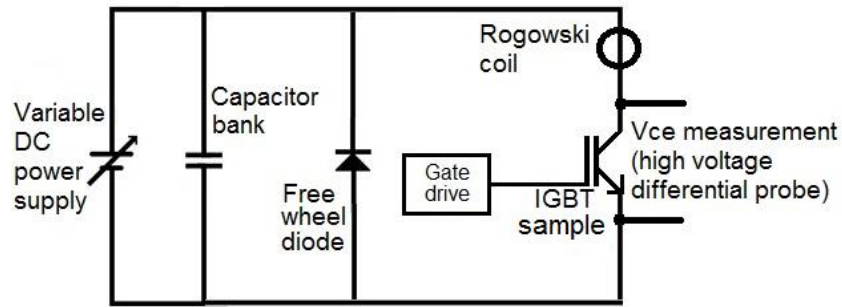 Variable
DC
power
supply
Capacitor
bank
Free
wheel
diode
Gate
drive
IGBT
sample
Rogowski
coil
Vce measurement
(high voltage
differential probe)